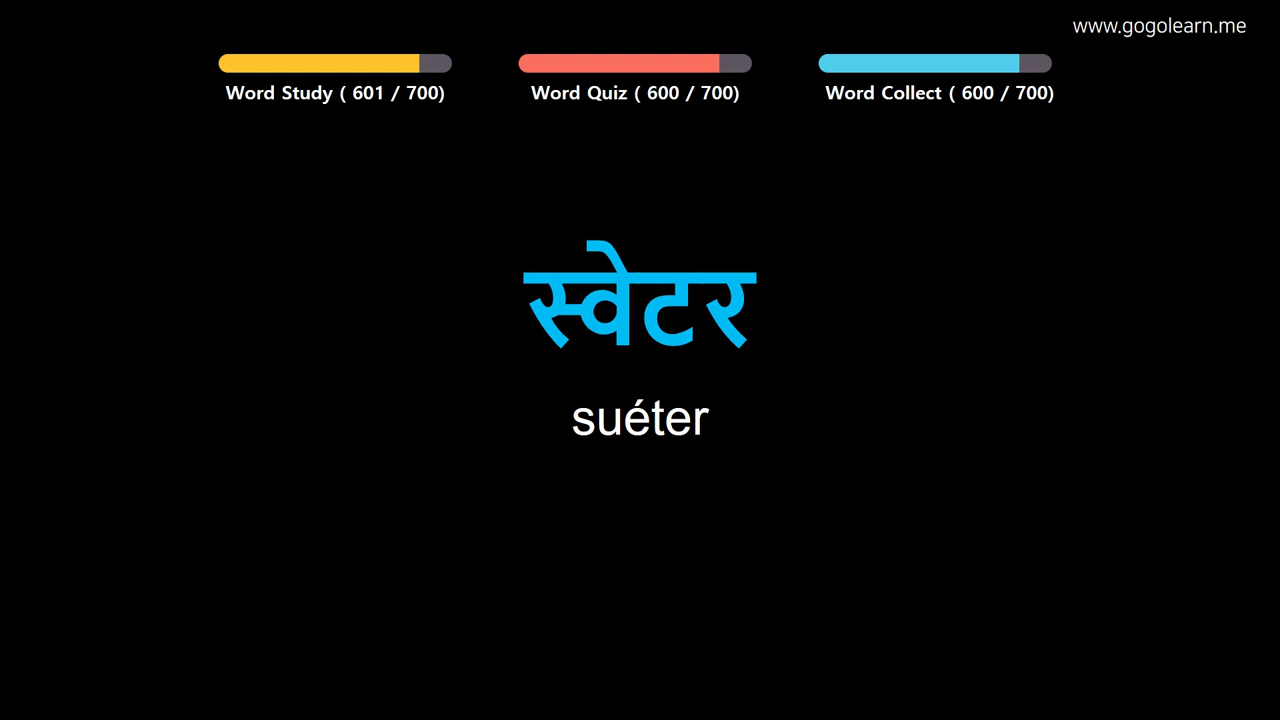 www.gogolearn.me
Word Study ( 601 / 700)
Word Quiz ( 600 / 700)
Word Collect ( 600 / 700)
स्वेटर
suéter